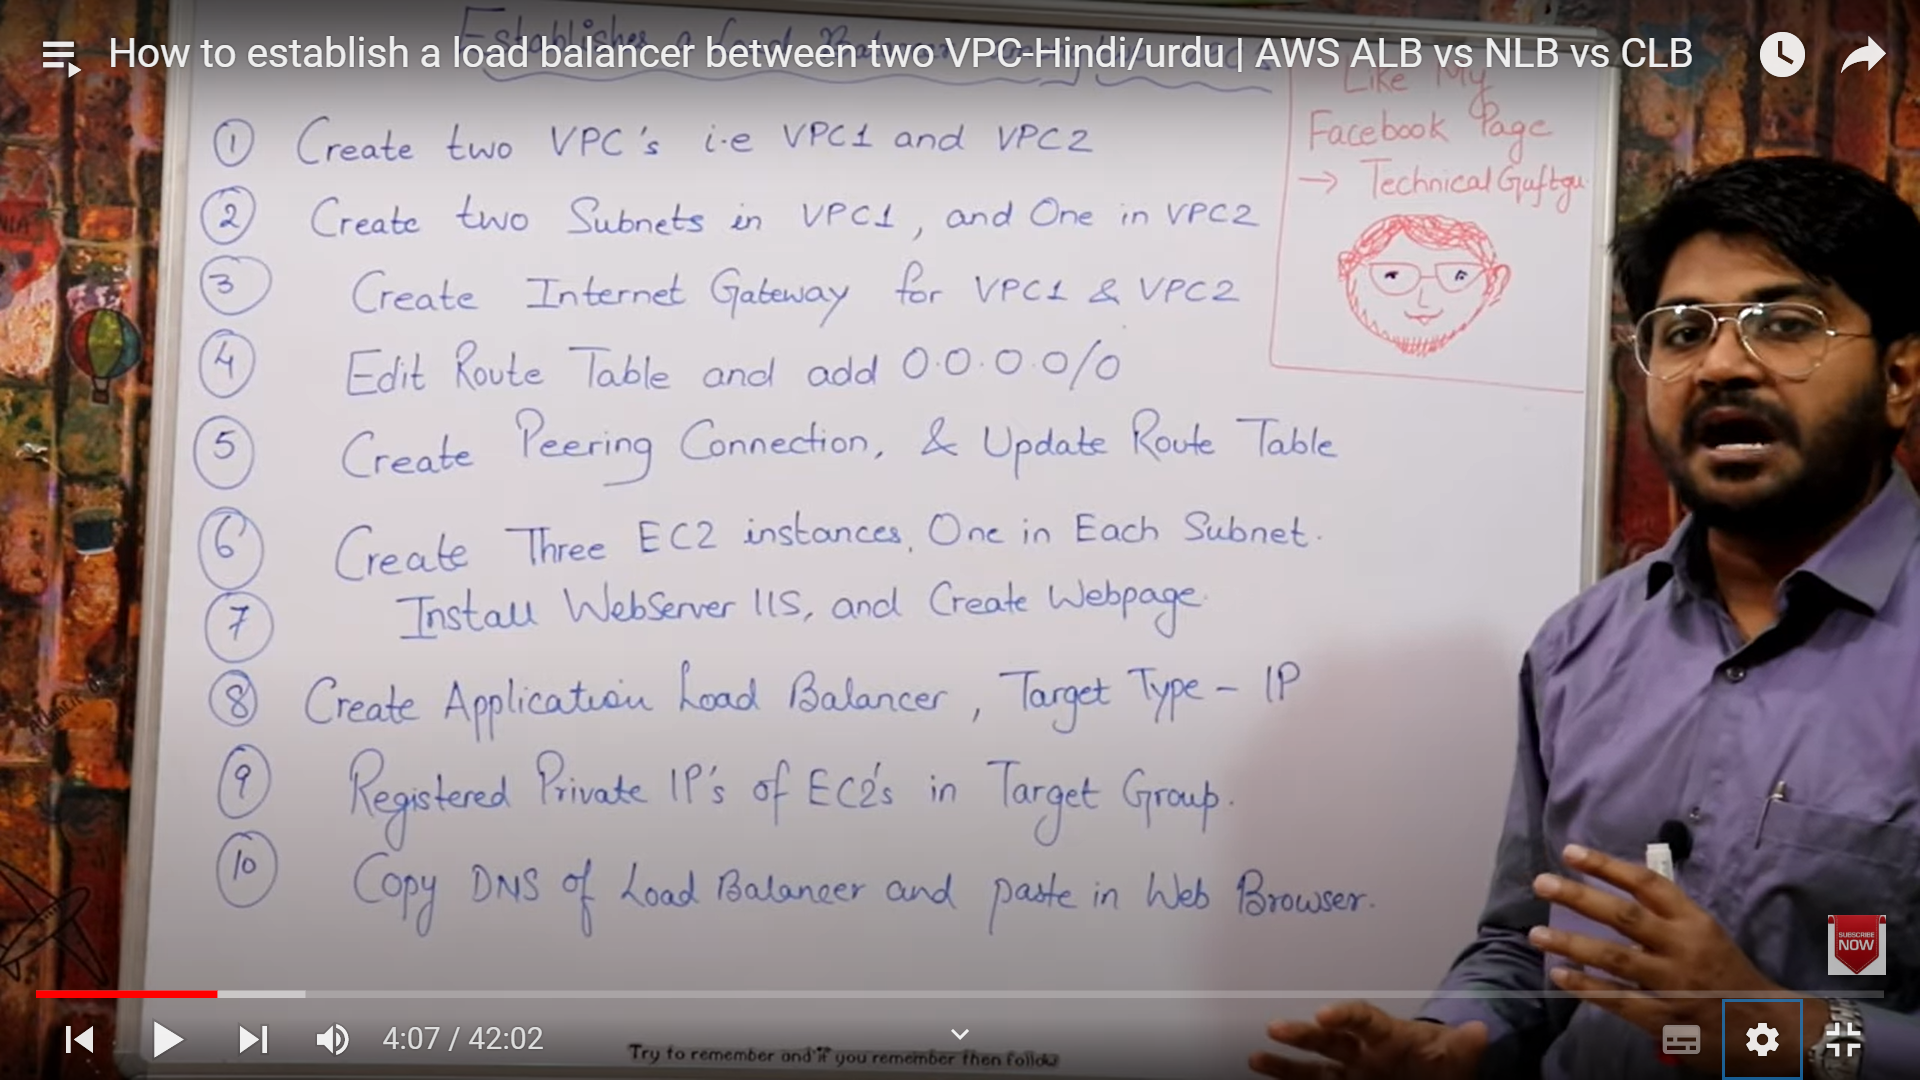 How to establish a load balancer between two VPC-Hindi/urdu | AWS ALB vs NLB vs CLB
Like My
Facebook Page
→ Technical Guftgu
① Create two VPC's i.e VPC1 and VPC2
② Create two Subnets in VPC1, and One in VPC2
③ Create Internet Gateway for VPC1 & VPC2
④ Edit Route Table and add 0.0.0.0/0
⑤ Create Peering Connection, & Update Route Table
⑥ Create Three EC2 instances, One in Each Subnet.
⑦ Install WebServer IIS, and Create Webpage.
⑧ Create Application Load Balancer, Target Type - IP
⑨ Registered Private IP's of EC2's in Target Group.
⑩ Copy DNS of Load Balancer and paste in Web Browser.
SUBSCRIBE
NOW
4:07 / 42:02
Try to remember and if you remember then follow